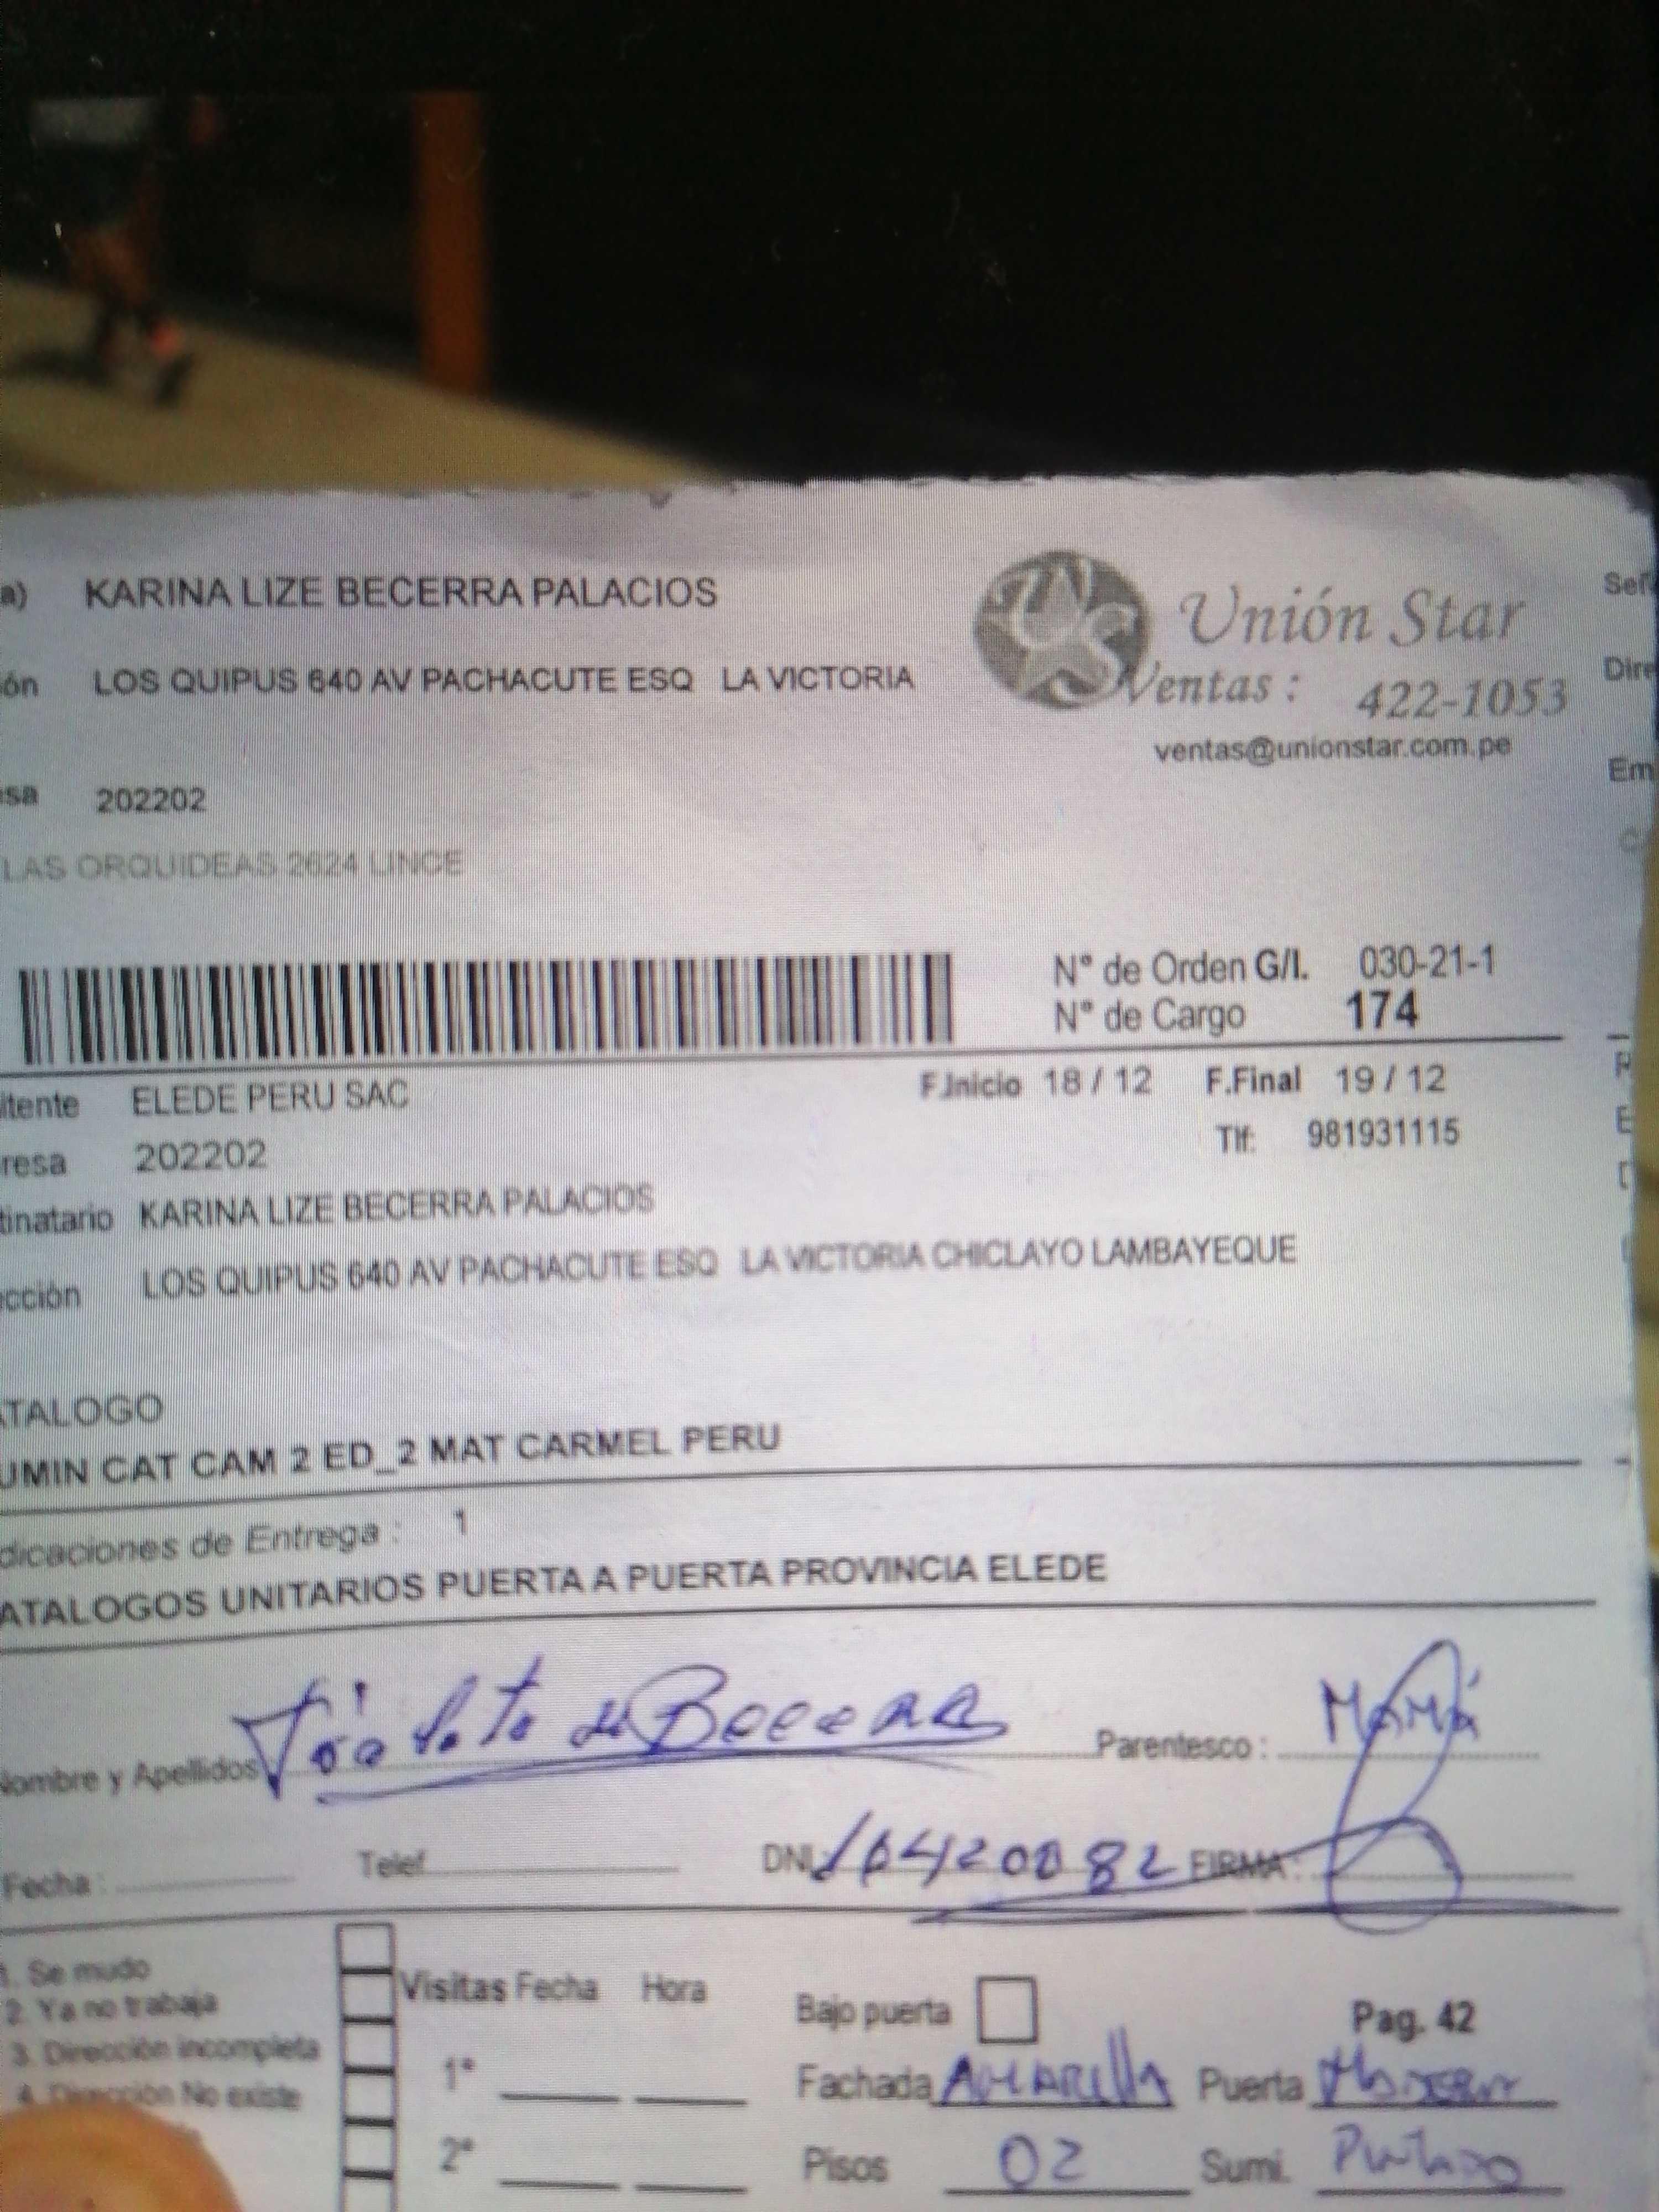 a) KARINA LIZE BECERRA PALACIOS
Unión Star
ón LOS QUIPUS 640 AV PACHACUTE ESQ LA VICTORIA
Ventas : 422-1053
ventas@unionstar.com.pe
sa 202202
LAS ORQUIDEAS 2624 LINCE
N° de Orden G/I. 030-21-1
N° de Cargo 174
itente ELEDE PERU SAC F.Inicio 18 / 12 F.Final 19 / 12
resa 202202 Tlf: 981931115
tinatario KARINA LIZE BECERRA PALACIOS
cción LOS QUIPUS 640 AV PACHACUTE ESQ LA VICTORIA CHICLAYO LAMBAYEQUE
ATALOGO
UMIN CAT CAM 2 ED_2 MAT CARMEL PERU
dicaciones de Entrega : 1
ATALOGOS UNITARIOS PUERTA A PUERTA PROVINCIA ELEDE
Nombre y Apellidos de Becerra Parentesco : MAMÁ
Fecha : Telef. DNI 16420082 FIRMA :
1. Se mudo
2. Ya no trabaja
3. Dirección incompleta
4. Dirección No existe
Visitas Fecha Hora
1°
2°
Bajo puerta Pag. 42
Fachada AMARILLA Puerta
Pisos 02 Sumi.
Señ
Dire
Em